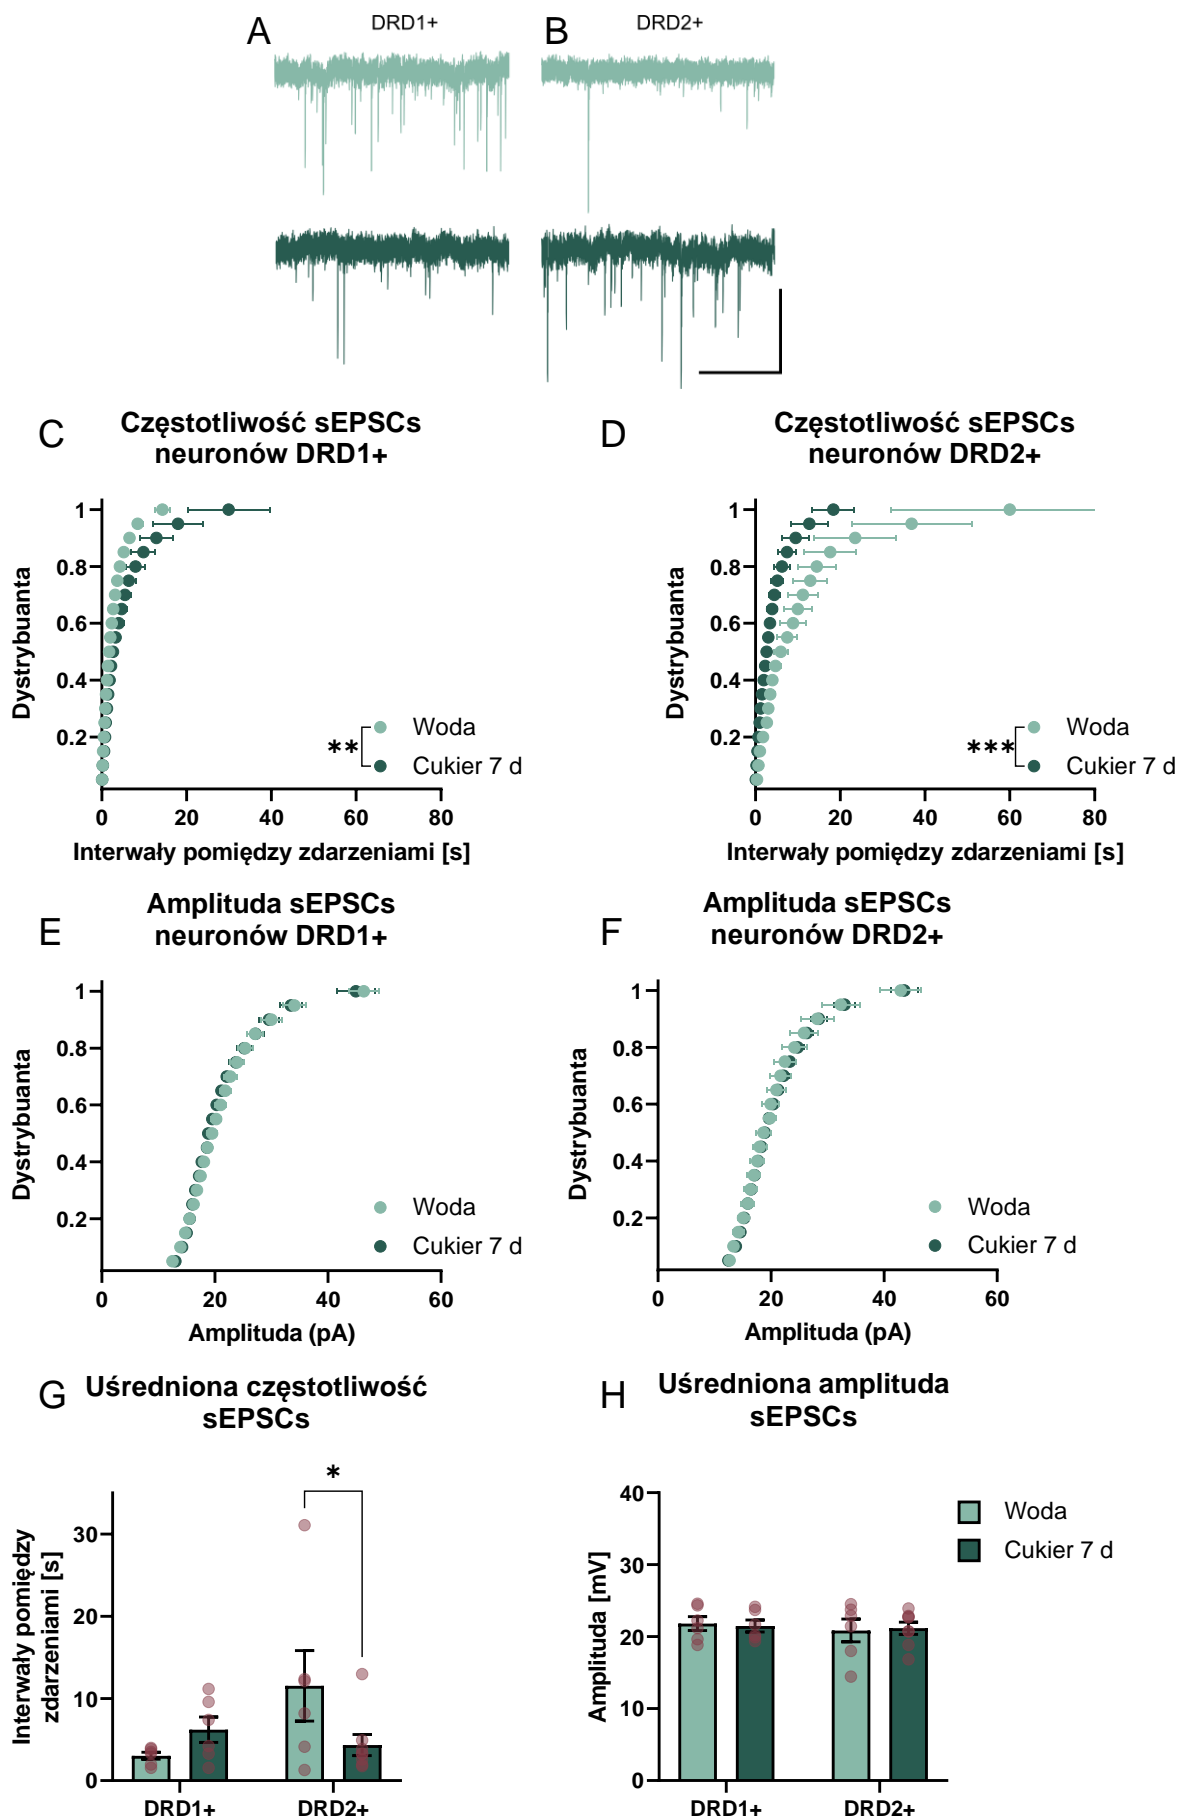 A
DRD1+
B
DRD2+
C
Częstotliwość sEPSCs
neuronów DRD1+
Dystrybuanta
1
0.8
0.6
0.4
0.2
0
20
40
60
80
**
Woda
Cukier 7 d
Interwały pomiędzy zdarzeniami [s]
D
Częstotliwość sEPSCs
neuronów DRD2+
Dystrybuanta
1
0.8
0.6
0.4
0.2
0
20
40
60
80
***
Woda
Cukier 7 d
Interwały pomiędzy zdarzeniami [s]
E
Amplituda sEPSCs
neuronów DRD1+
Dystrybuanta
1
0.8
0.6
0.4
0.2
0
20
40
60
Woda
Cukier 7 d
Amplituda (pA)
F
Amplituda sEPSCs
neuronów DRD2+
Dystrybuanta
1
0.8
0.6
0.4
0.2
0
20
40
60
Woda
Cukier 7 d
Amplituda (pA)
G
Uśredniona częstotliwość
sEPSCs
Interwały pomiędzy
zdarzeniami [s]
30
20
10
0
*
DRD1+
DRD2+
H
Uśredniona amplituda
sEPSCs
Amplituda [mV]
40
30
20
10
0
DRD1+
DRD2+
Woda
Cukier 7 d